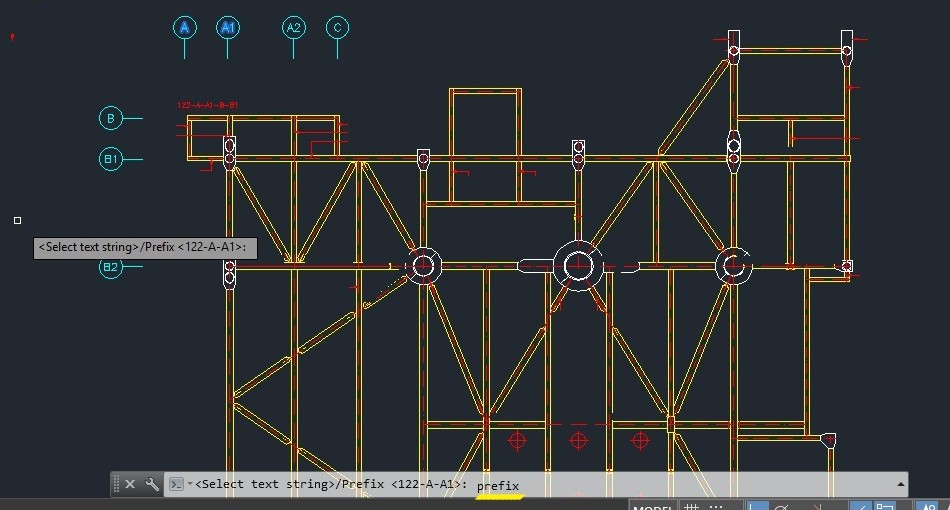 A A1 A2 C
122-A-A1-B-B1
B
B1
<Select text string>/Prefix <122-A-A1>:
B2
<Select text string>/Prefix <122-A-A1>: prefix
MODEL